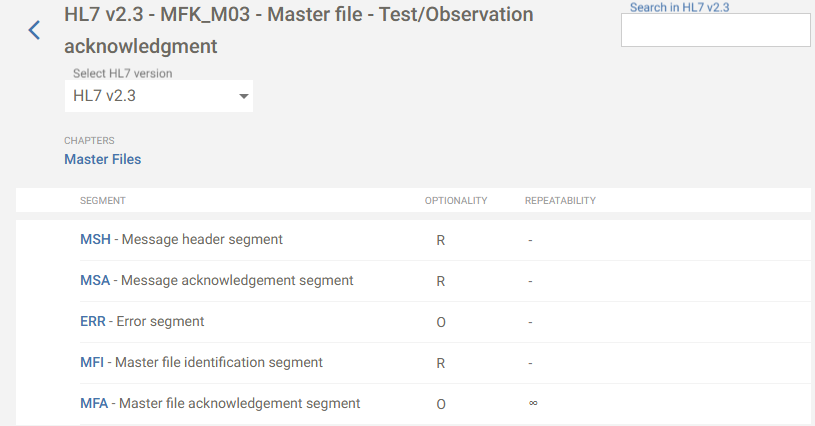 HL7 v2.3 - MFK_M03 - Master file - Test/Observation
acknowledgment
Search in HL7 v2.3
Select HL7 version
HL7 v2.3
CHAPTERS
Master Files
SEGMENT OPTIONALITY REPEATABILITY
MSH - Message header segment R -
MSA - Message acknowledgement segment R -
ERR - Error segment O -
MFI - Master file identification segment R -
MFA - Master file acknowledgement segment O ∞